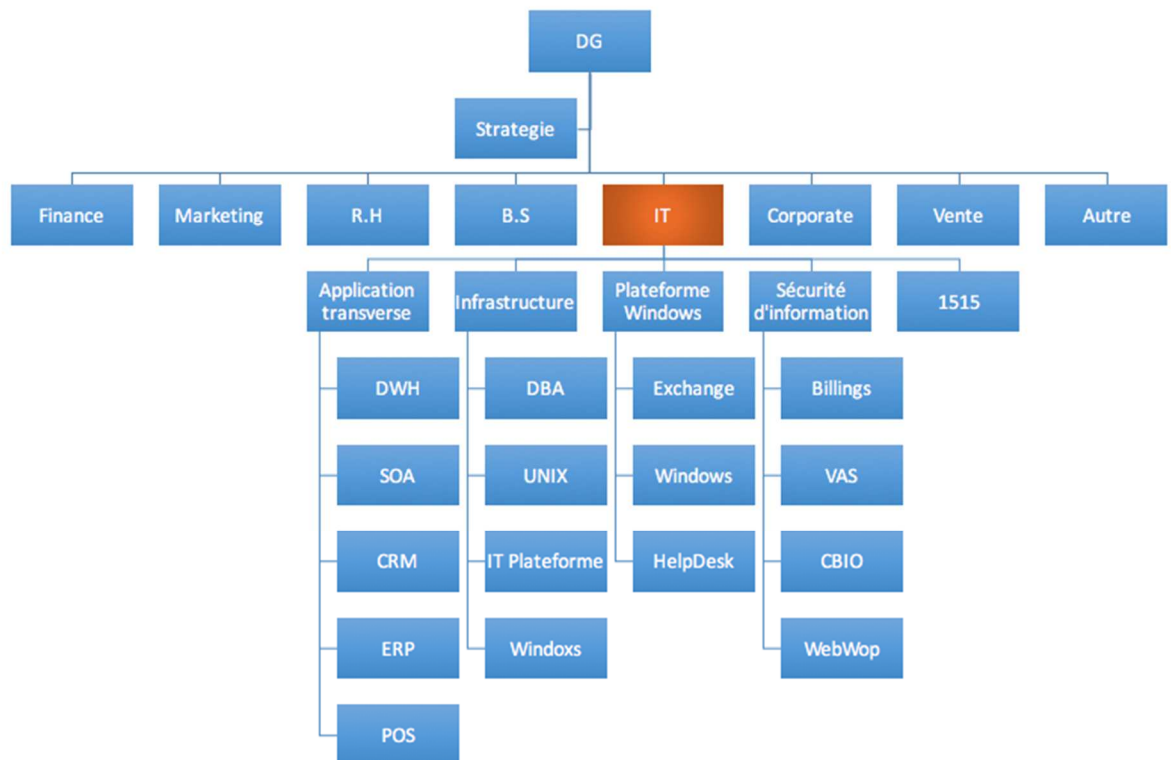 DG
Strategie
Finance
Marketing
R.H
B.S
IT
Corporate
Vente
Autre
Application
transverse
Infrastructure
Plateforme
Windows
Sécurité
d'information
1515
DWH
DBA
Exchange
Billings
SOA
UNIX
Windows
VAS
CRM
IT Plateforme
HelpDesk
CBIO
ERP
Windoxs
WebWop
POS